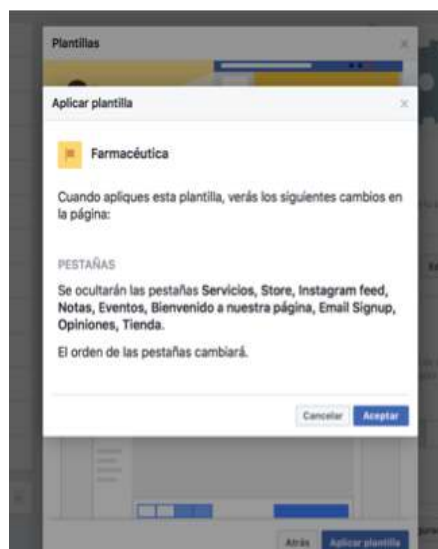 Plantillas
Aplicar plantilla
Farmacéutica
Cuando apliques esta plantilla, verás los siguientes cambios en
la página:
PESTAÑAS
Se ocultarán las pestañas Servicios, Store, Instagram feed,
Notas, Eventos, Bienvenido a nuestra página, Email Signup,
Opiniones, Tienda.
El orden de las pestañas cambiará.
Cancelar Aceptar
Atrás Aplicar plantilla